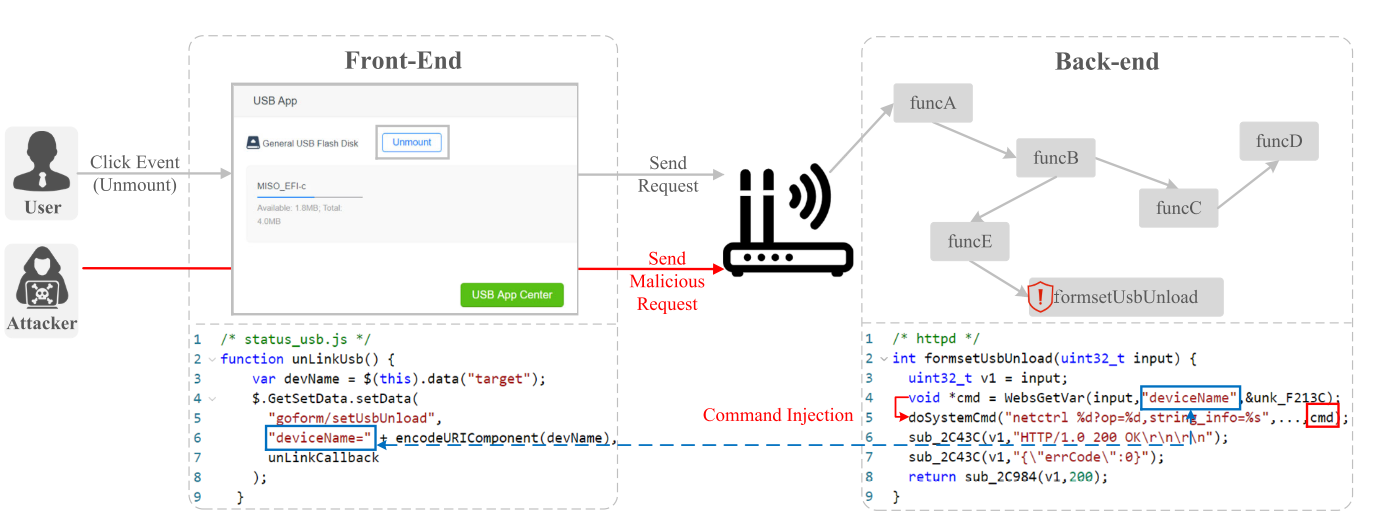 Front-End
USB App
General USB Flash Disk
Unmount
MISO_EFI-c
Available: 1.8MB; Total:
4.0MB
USB App Center
User
Click Event
(Unmount)
Attacker
Send
Request
Send
Malicious
Request
1 /* status_usb.js */
2 function unLinkUsb() {
3 var devName = $(this).data("target");
4 $.GetSetData.setData(
5 "goform/setUsbUnload",
6 "deviceName=" + encodeURIComponent(devName),
7 unLinkCallback
8 );
9 }
Command Injection
Back-end
funcA
funcB
funcD
funcC
funcE
formsetUsbUnload
1 /* httpd */
2 int formsetUsbUnload(uint32_t input) {
3 uint32_t v1 = input;
4 void *cmd = WebsGetVar(input,"deviceName",&unk_F213C);
5 doSystemCmd("netctrl %d?op=%d,string_info=%s",...,cmd);
6 sub_2C43C(v1,"HTTP/1.0 200 OK\r\n\r\n");
7 sub_2C43C(v1,"{\"errCode\":0}");
8 return sub_2C984(v1,200);
9 }